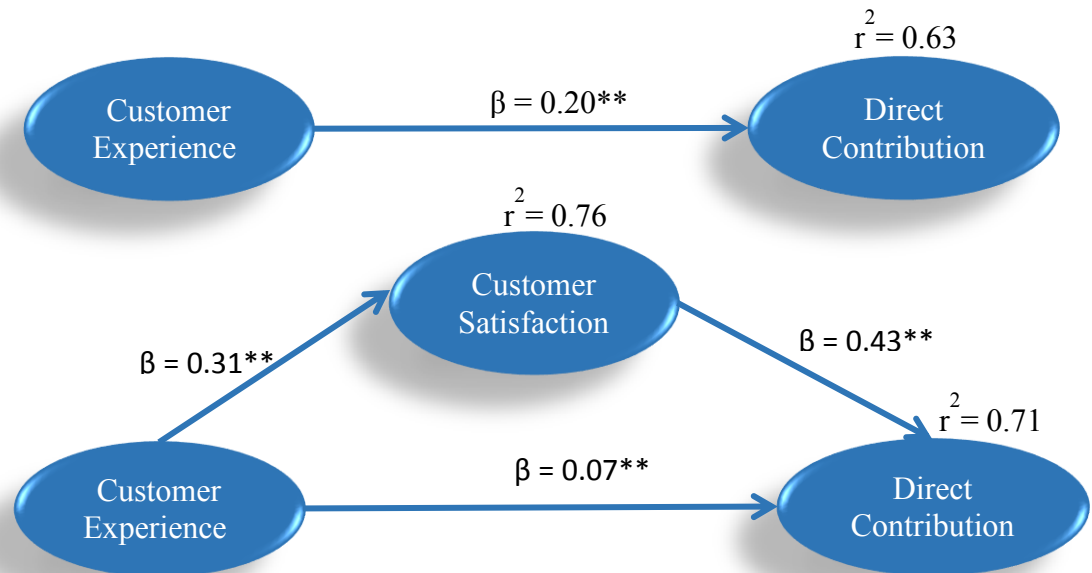 r² = 0.63
Customer
Experience
β = 0.20**
Direct
Contribution
r² = 0.76
Customer
Satisfaction
β = 0.31**
β = 0.43**
r² = 0.71
Customer
Experience
β = 0.07**
Direct
Contribution